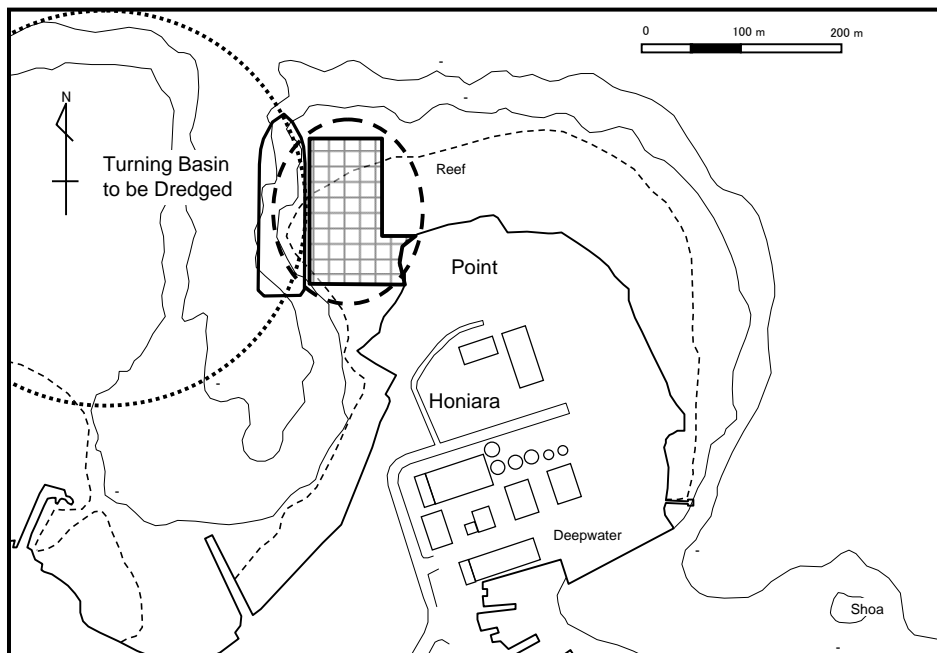 0 100 m 200 m
N
Turning Basin
to be Dredged
Reef
Point
Honiara
Deepwater
Shoa